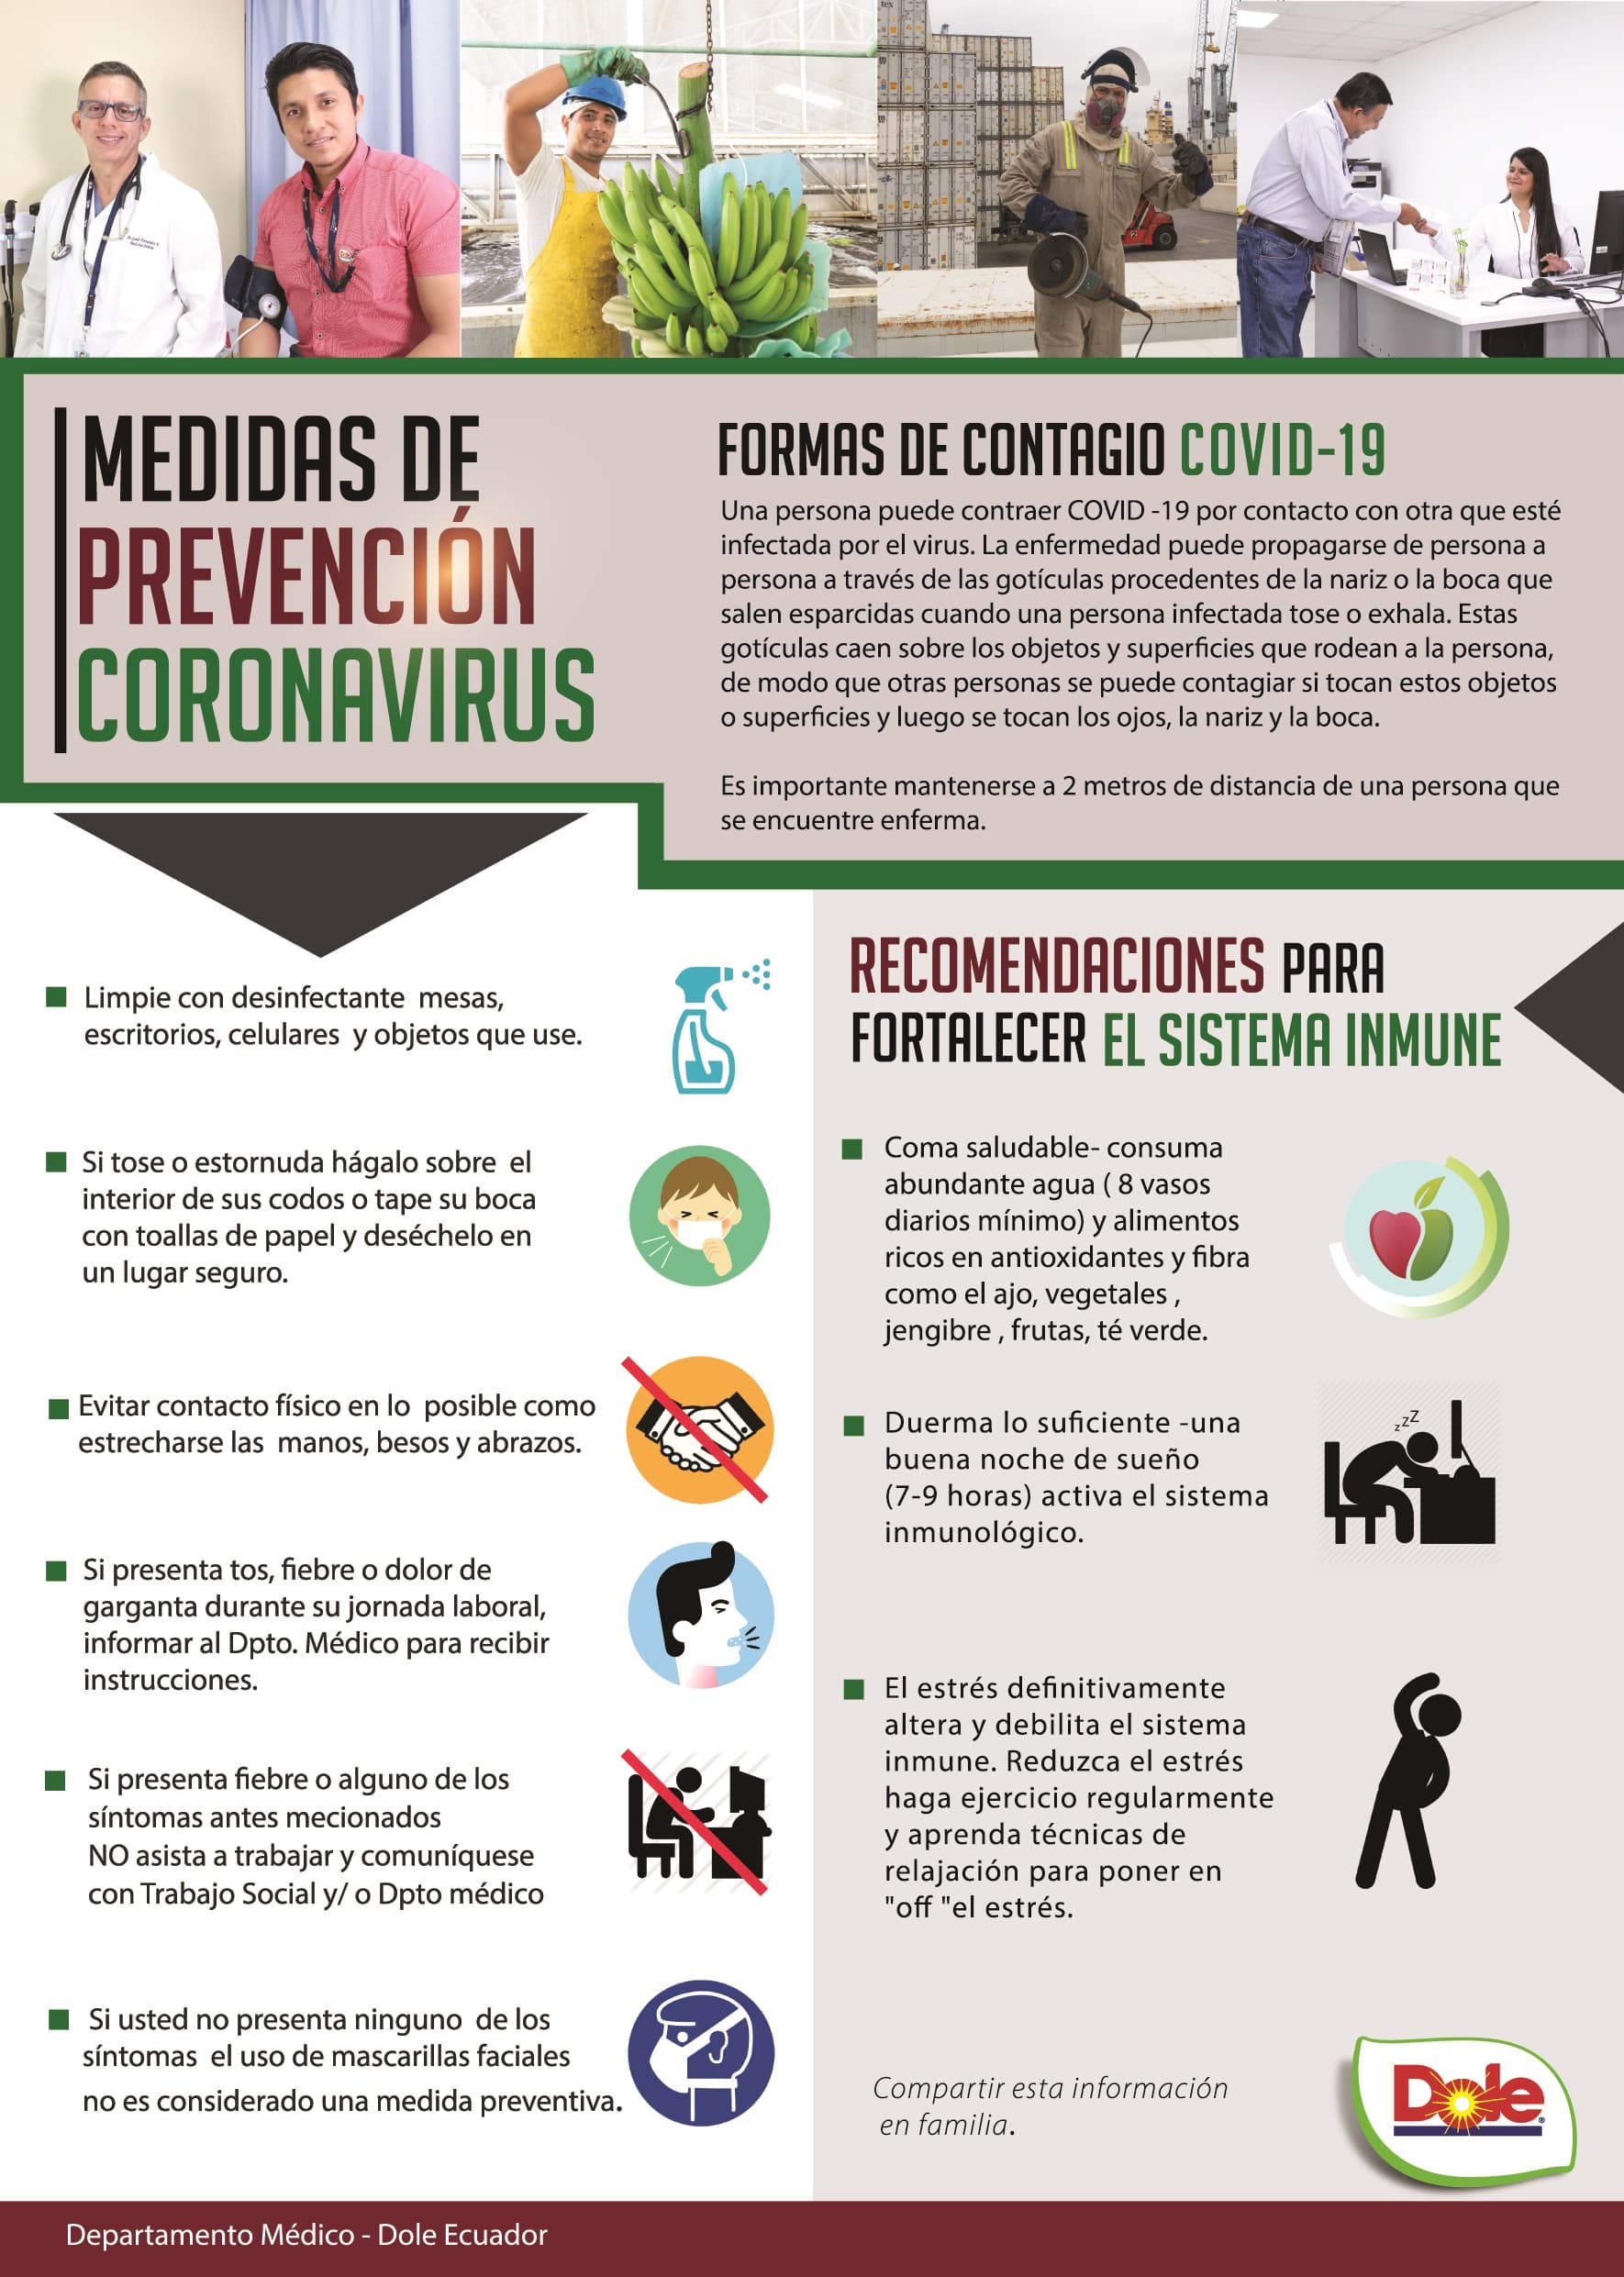 MEDIDAS DE
PREVENCIÓN
CORONAVIRUS
FORMAS DE CONTAGIO COVID-19
Una persona puede contraer COVID -19 por contacto con otra que esté
infectada por el virus. La enfermedad puede propagarse de persona a
persona a través de las gotículas procedentes de la nariz o la boca que
salen esparcidas cuando una persona infectada tose o exhala. Estas
gotículas caen sobre los objetos y superficies que rodean a la persona,
de modo que otras personas se puede contagiar si tocan estos objetos
o superficies y luego se tocan los ojos, la nariz y la boca.
Es importante mantenerse a 2 metros de distancia de una persona que
se encuentre enferma.
Limpie con desinfectante mesas,
escritorios, celulares y objetos que use.
Si tose o estornuda hágalo sobre el
interior de sus codos o tape su boca
con toallas de papel y deséchelo en
un lugar seguro.
Evitar contacto físico en lo posible como
estrecharse las manos, besos y abrazos.
Si presenta tos, fiebre o dolor de
garganta durante su jornada laboral,
informar al Dpto. Médico para recibir
instrucciones.
Si presenta fiebre o alguno de los
síntomas antes mecionados
NO asista a trabajar y comuníquese
con Trabajo Social y/ o Dpto médico
Si usted no presenta ninguno de los
síntomas el uso de mascarillas faciales
no es considerado una medida preventiva.
RECOMENDACIONES PARA
FORTALECER EL SISTEMA INMUNE
Coma saludable- consuma
abundante agua ( 8 vasos
diarios mínimo) y alimentos
ricos en antioxidantes y fibra
como el ajo, vegetales ,
jengibre , frutas, té verde.
Duerma lo suficiente -una
buena noche de sueño
(7-9 horas) activa el sistema
inmunológico.
zzZ
El estrés definitivamente
altera y debilita el sistema
inmune. Reduzca el estrés
haga ejercicio regularmente
y aprenda técnicas de
relajación para poner en
"off "el estrés.
Compartir esta información
en familia.
Dole®
Departamento Médico - Dole Ecuador